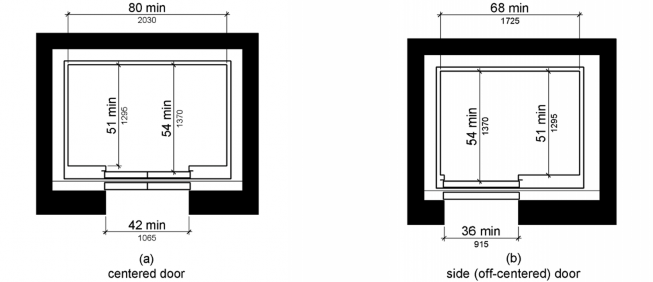 80 min
2030
51 min
1295
54 min
1370
42 min
1065
(a)
centered door
68 min
1725
54 min
1370
51 min
1295
36 min
915
(b)
side (off-centered) door